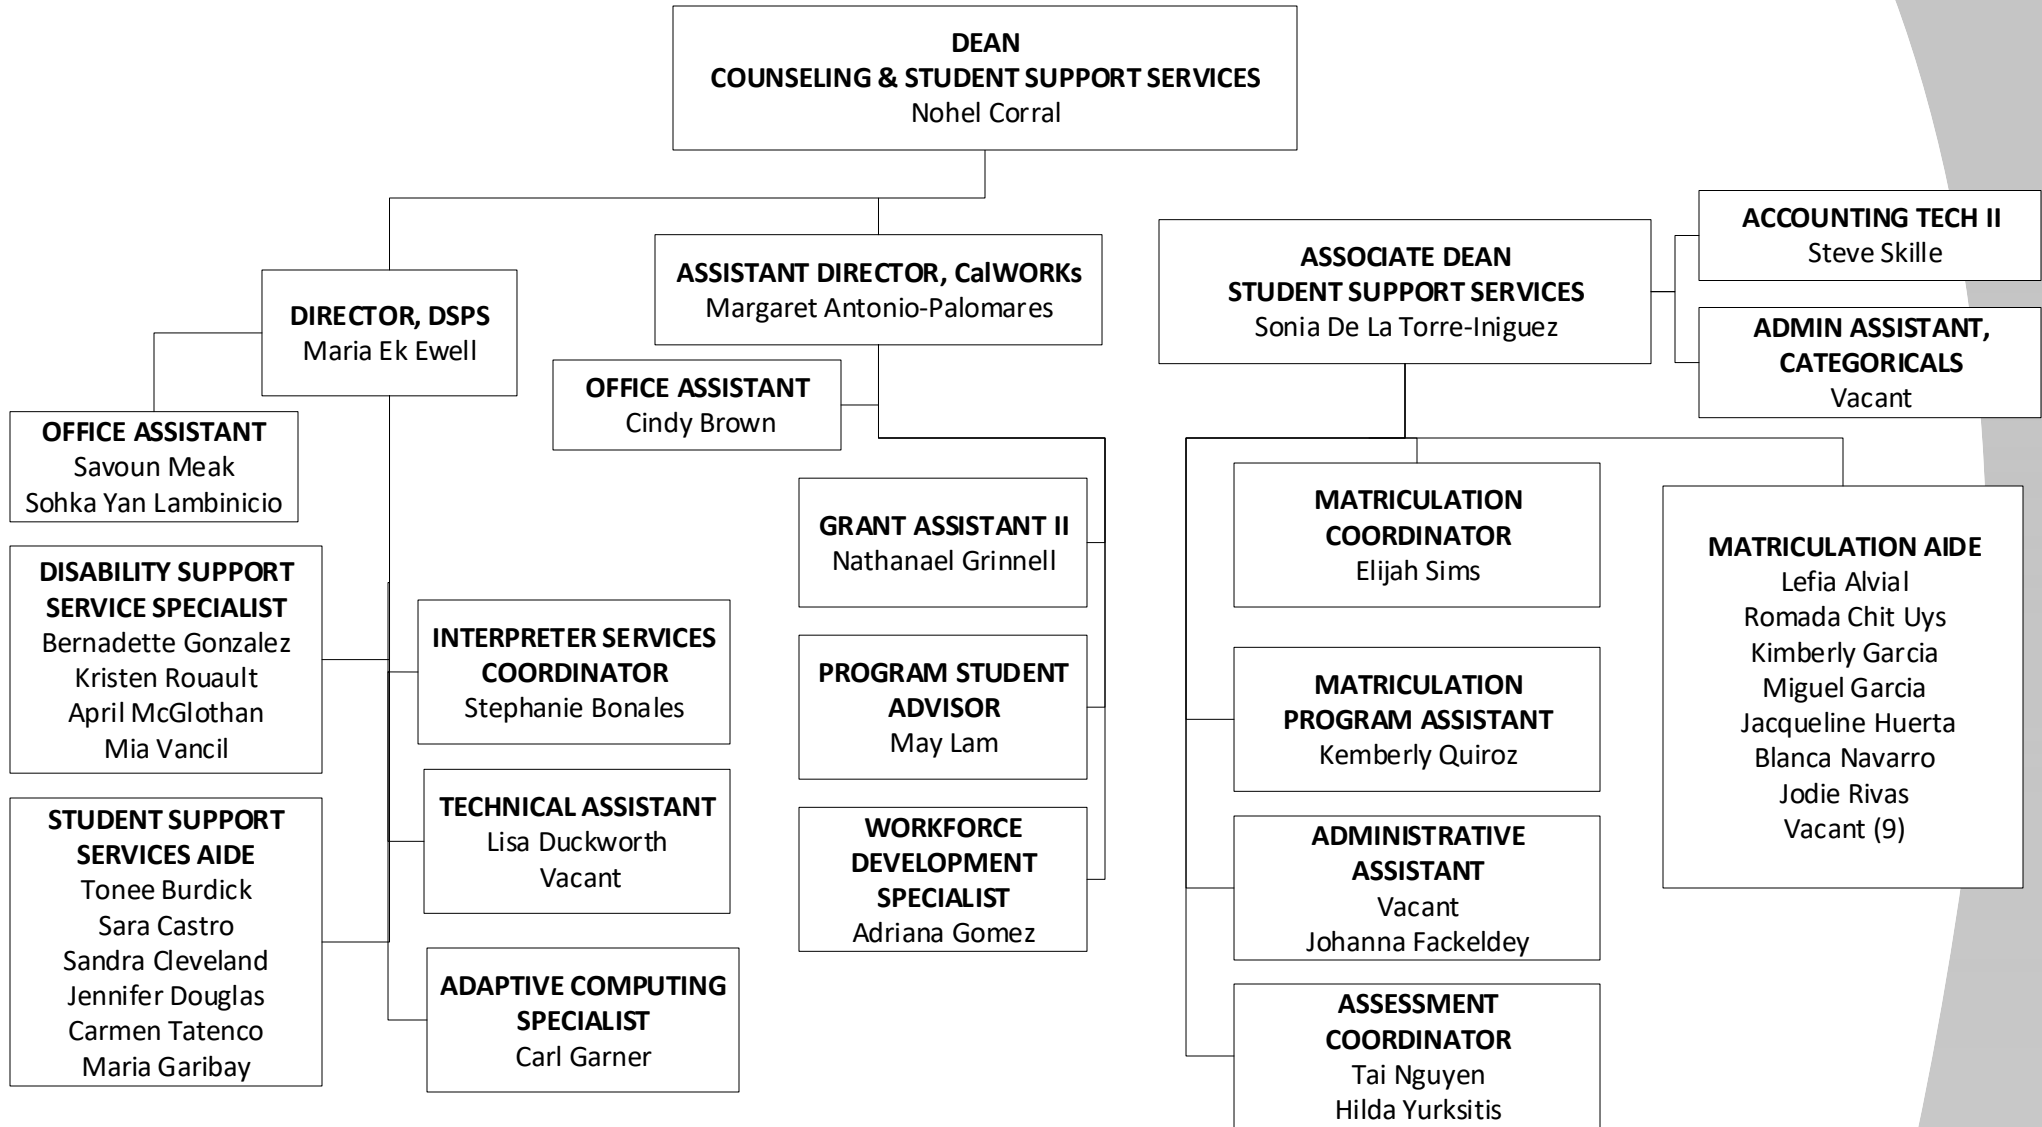 DEAN
COUNSELING & STUDENT SUPPORT SERVICES
Nohel Corral
DIRECTOR, DSPS
Maria Ek Ewell
OFFICE ASSISTANT
Savoun Meak
Sohka Yan Lambinicio
DISABILITY SUPPORT
SERVICE SPECIALIST
Bernadette Gonzalez
Kristen Rouault
April McGlothan
Mia Vancil
STUDENT SUPPORT
SERVICES AIDE
Tonee Burdick
Sara Castro
Sandra Cleveland
Jennifer Douglas
Carmen Tatenco
Maria Garibay
INTERPRETER SERVICES
COORDINATOR
Stephanie Bonales
TECHNICAL ASSISTANT
Lisa Duckworth
Vacant
ADAPTIVE COMPUTING
SPECIALIST
Carl Garner
ASSISTANT DIRECTOR, CalWORKs
Margaret Antonio-Palomares
OFFICE ASSISTANT
Cindy Brown
GRANT ASSISTANT II
Nathanael Grinnell
PROGRAM STUDENT
ADVISOR
May Lam
WORKFORCE
DEVELOPMENT
SPECIALIST
Adriana Gomez
ASSOCIATE DEAN
STUDENT SUPPORT SERVICES
Sonia De La Torre-Iniguez
ACCOUNTING TECH II
Steve Skille
ADMIN ASSISTANT,
CATEGORICALS
Vacant
MATRICULATION
COORDINATOR
Elijah Sims
MATRICULATION
PROGRAM ASSISTANT
Kemberly Quiroz
ADMINISTRATIVE
ASSISTANT
Vacant
Johanna Fackeldey
ASSESSMENT
COORDINATOR
Tai Nguyen
Hilda Yurksitis
MATRICULATION AIDE
Lefia Alvial
Romada Chit Uys
Kimberly Garcia
Miguel Garcia
Jacqueline Huerta
Blanca Navarro
Jodie Rivas
Vacant (9)